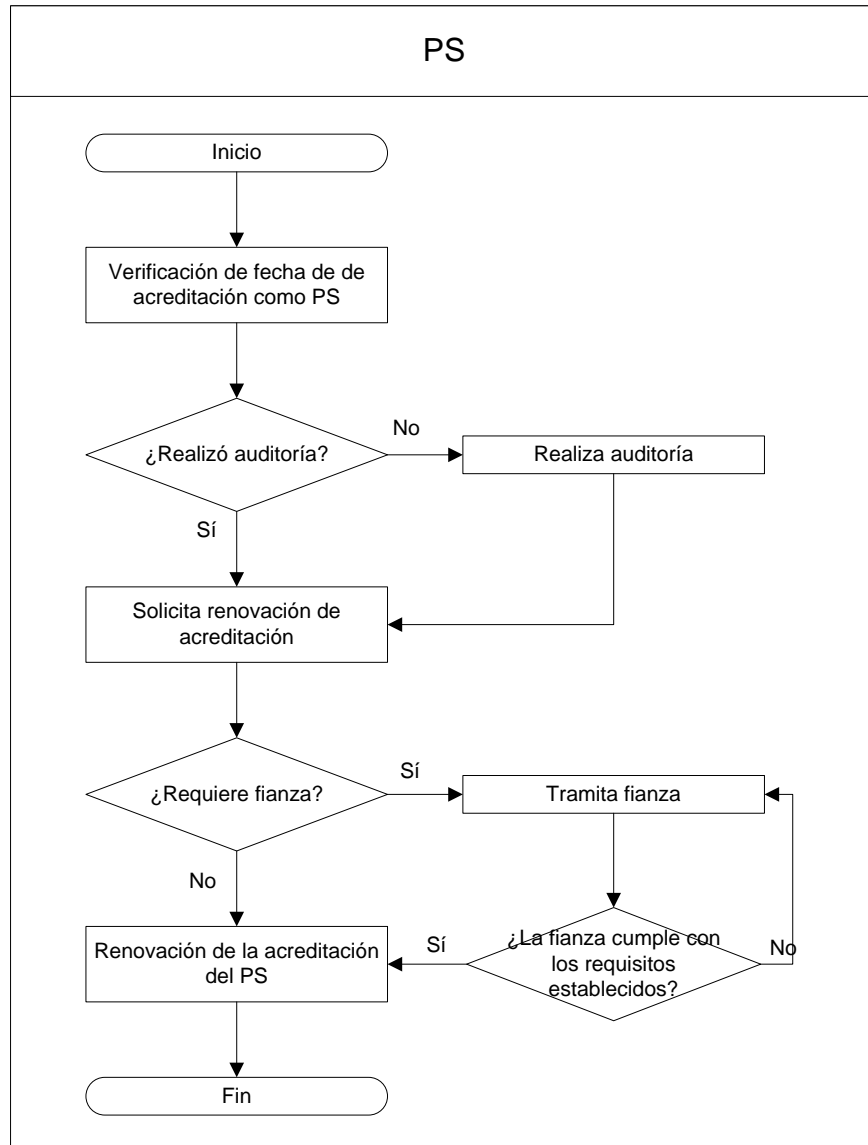 PS
Inicio
Verificación de fecha de de
acreditación como PS
¿Realizó auditoría?
No
Realiza auditoría
Sí
Solicita renovación de
acreditación
¿Requiere fianza?
Sí
Tramita fianza
No
Renovación de la acreditación
del PS
Sí
¿La fianza cumple con
los requisitos
establecidos?
No
Fin